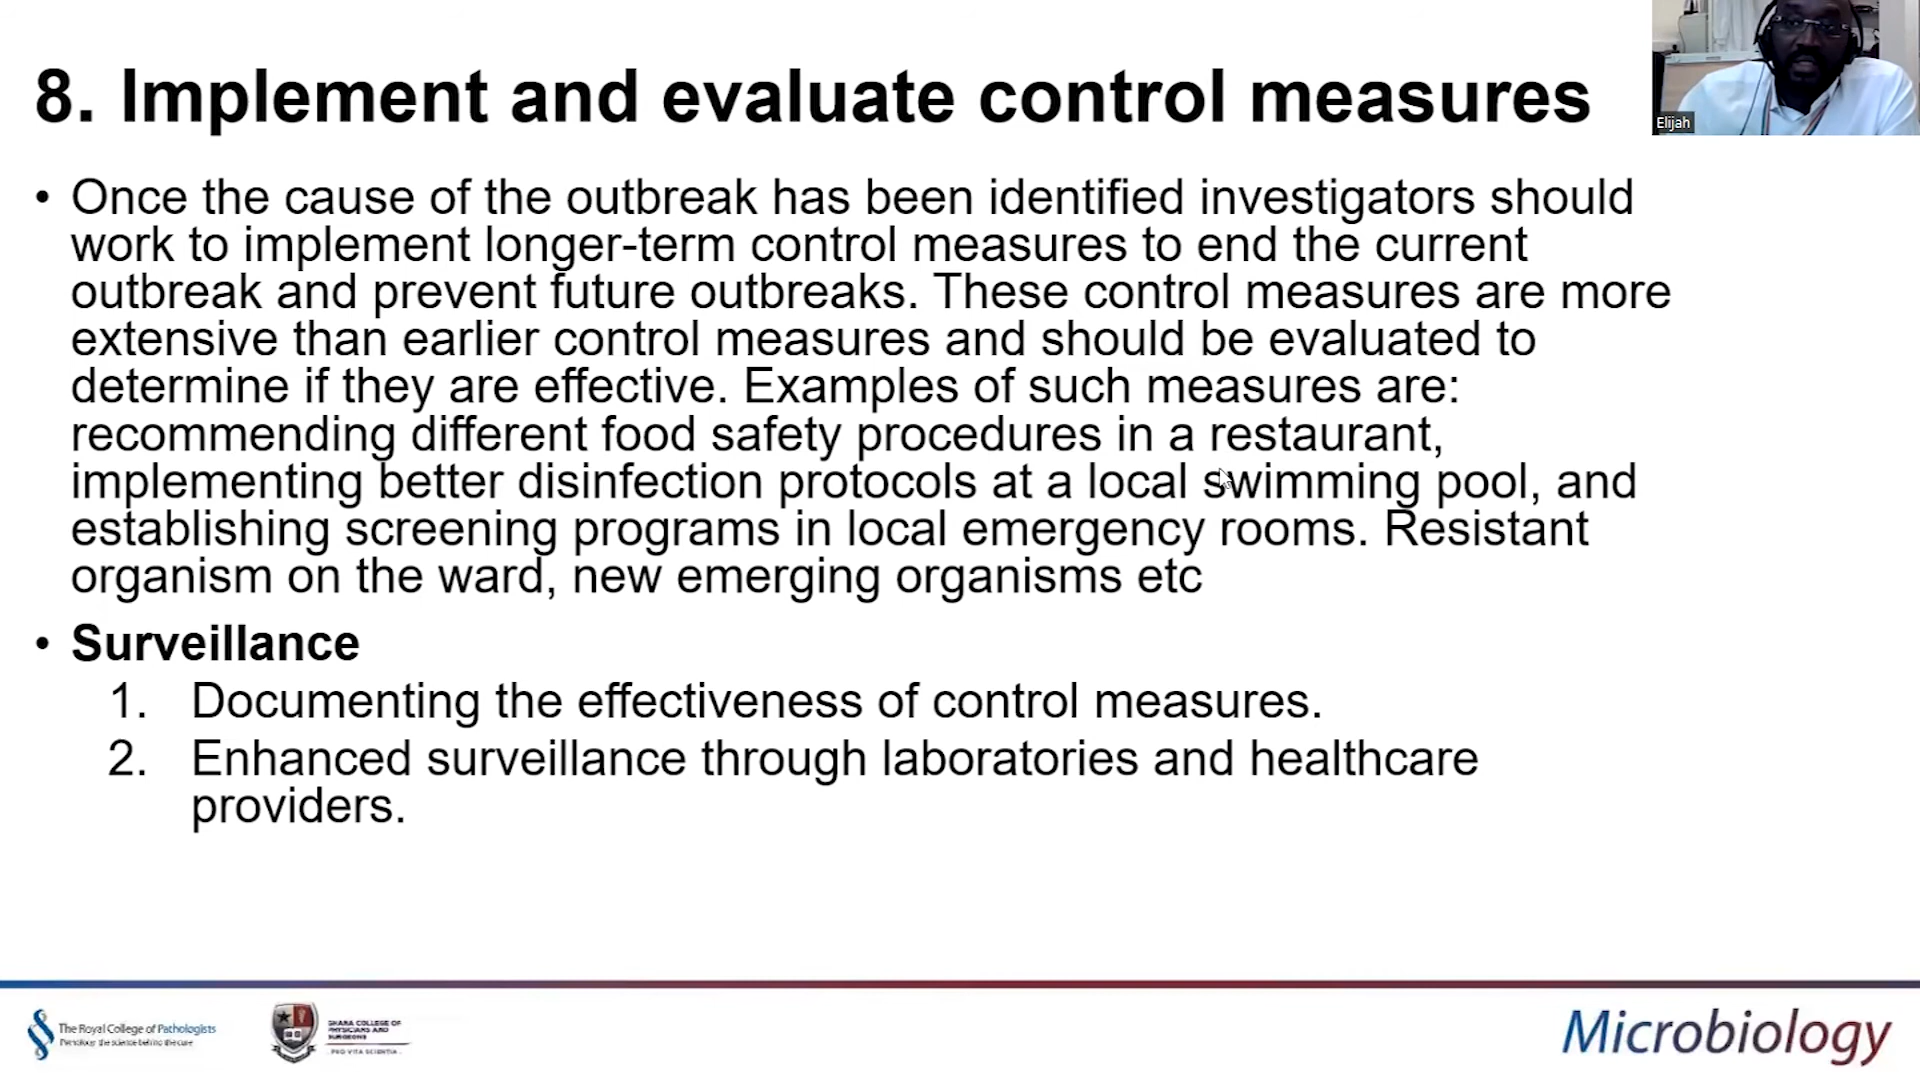 8. Implement and evaluate control measures
Elijah
• Once the cause of the outbreak has been identified investigators should
work to implement longer-term control measures to end the current
outbreak and prevent future outbreaks. These control measures are more
extensive than earlier control measures and should be evaluated to
determine if they are effective. Examples of such measures are:
recommending different food safety procedures in a restaurant,
implementing better disinfection protocols at a local swimming pool, and
establishing screening programs in local emergency rooms. Resistant
organism on the ward, new emerging organisms etc
• Surveillance
1. Documenting the effectiveness of control measures.
2. Enhanced surveillance through laboratories and healthcare
providers.
The Royal College of Pathologists
Pathology: the science behind the cure
GHANA COLLEGE OF
PHYSICIANS AND
SURGEONS
PRO VITA SCIENTIA
Microbiology